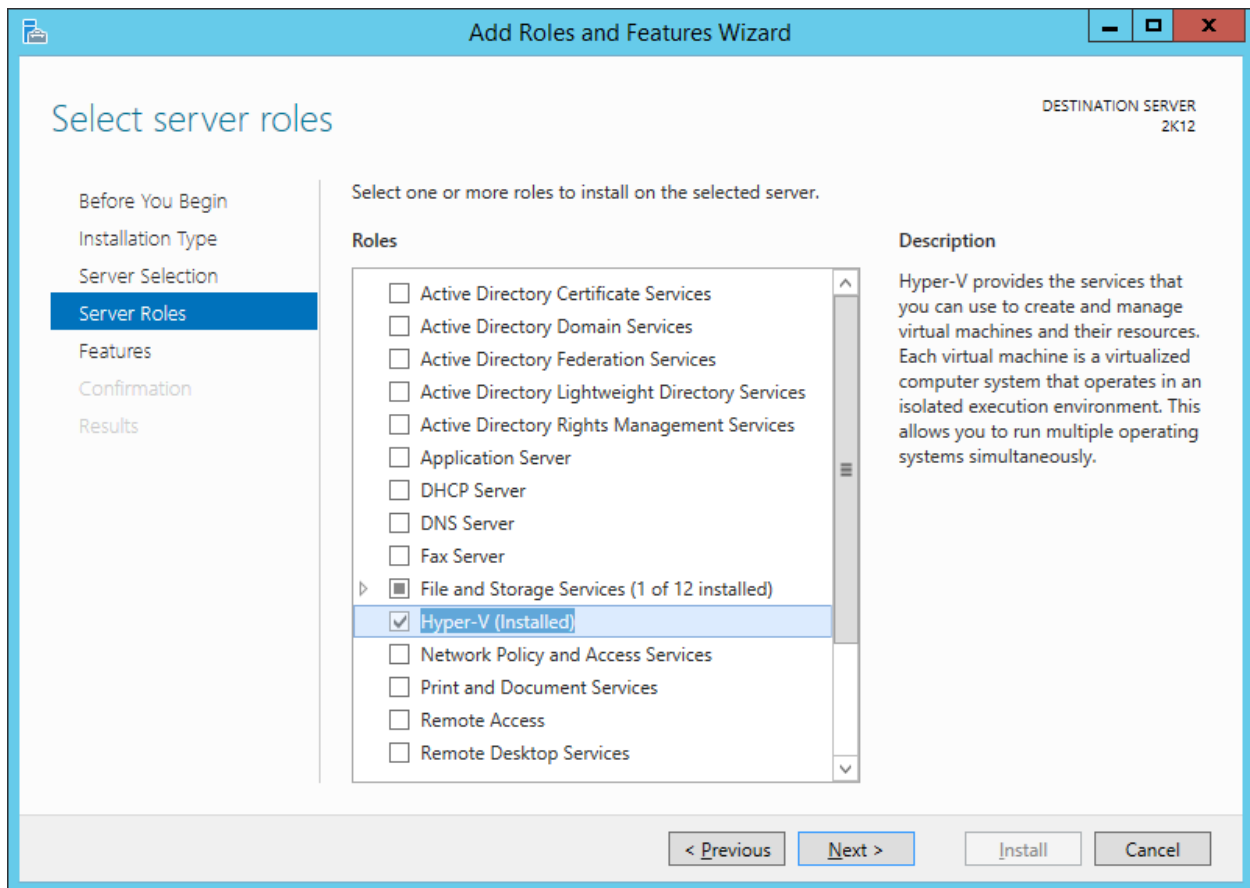 Add Roles and Features Wizard
Select server roles
DESTINATION SERVER
2K12
Before You Begin
Installation Type
Server Selection
Server Roles
Features
Confirmation
Results
Select one or more roles to install on the selected server.
Roles
Active Directory Certificate Services
Active Directory Domain Services
Active Directory Federation Services
Active Directory Lightweight Directory Services
Active Directory Rights Management Services
Application Server
DHCP Server
DNS Server
Fax Server
File and Storage Services (1 of 12 installed)
Hyper-V (Installed)
Network Policy and Access Services
Print and Document Services
Remote Access
Remote Desktop Services
Description
Hyper-V provides the services that
you can use to create and manage
virtual machines and their resources.
Each virtual machine is a virtualized
computer system that operates in an
isolated execution environment. This
allows you to run multiple operating
systems simultaneously.
< Previous
Next >
Install
Cancel